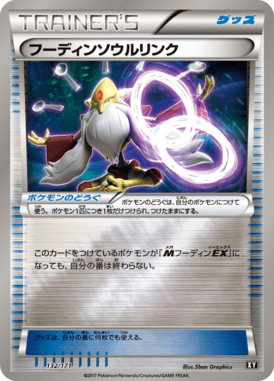 TRAINER'S
グッズ
フーディンソウルリンク
ポケモンのどうぐ
ポケモンのどうぐは、自分のポケモンにつけて
使う。ポケモン1匹につき1枚だけつけられ、つけたままにする。
このカードをつけているポケモンが「MフーディンEX」に
なっても、自分の番は終わらない。
グッズは、自分の番に何枚でも使える。
132/171
Illus. 5ban Graphics
XY
©2017 Pokémon/Nintendo/Creatures/GAME FREAK.